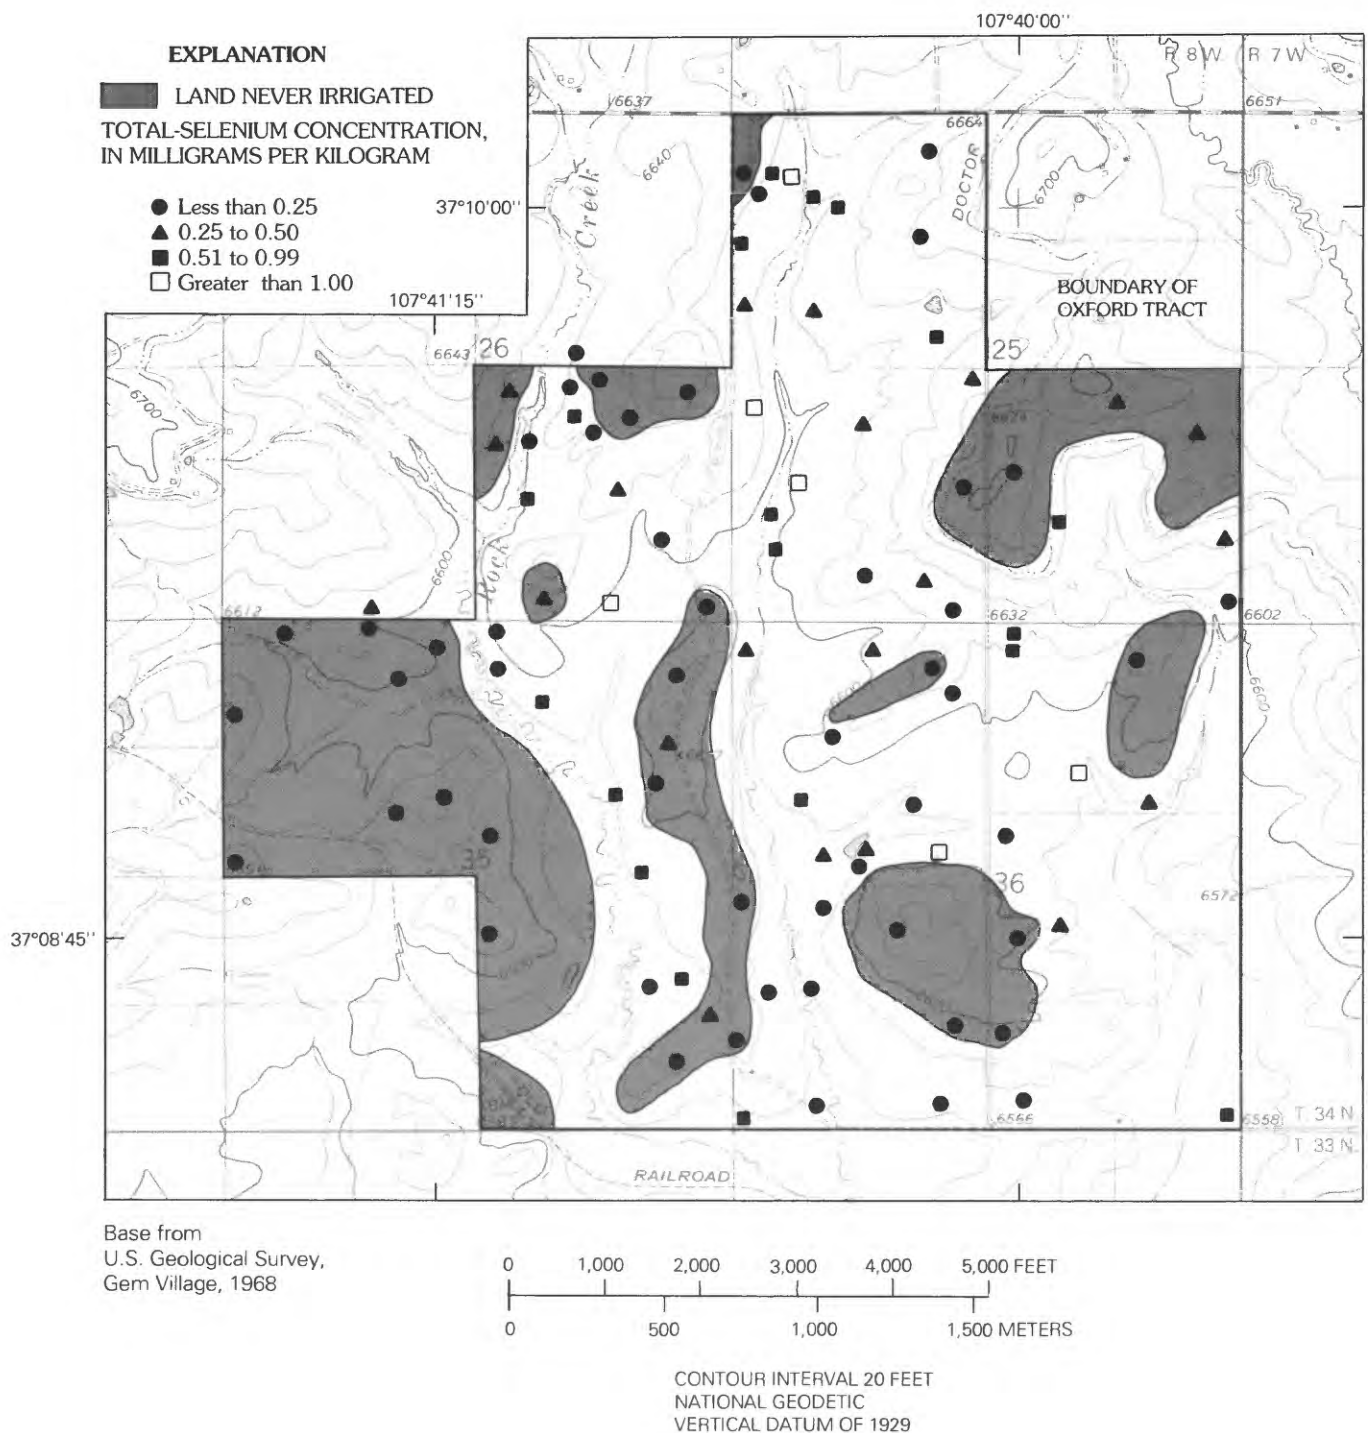 107°40'00"
EXPLANATION
LAND NEVER IRRIGATED
TOTAL-SELENIUM CONCENTRATION,
IN MILLIGRAMS PER KILOGRAM
Less than 0.25
0.25 to 0.50
0.51 to 0.99
Greater than 1.00
37°10'00"
107°41'15"
R 8 W
R 7 W
6637
6651
6664
6640
Creek
DOCTOR
6700
BOUNDARY OF
OXFORD TRACT
6643
26
25
6700
6624
6600
Rock
6612
6632
6602
6600
6600
35
36
6572
37°08'45"
6566
6558
T. 34 N
T 33 N
RAILROAD
Base from
U.S. Geological Survey,
Gem Village, 1968
0 1,000 2,000 3,000 4,000 5,000 FEET
0 500 1,000 1,500 METERS
CONTOUR INTERVAL 20 FEET
NATIONAL GEODETIC
VERTICAL DATUM OF 1929